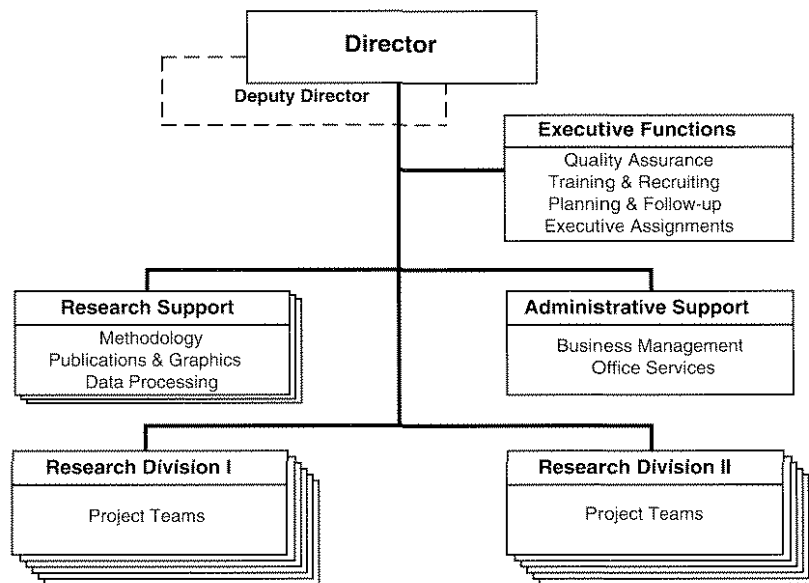 Director
Deputy Director
Executive Functions
Quality Assurance
Training & Recruiting
Planning & Follow-up
Executive Assignments
Research Support
Methodology
Publications & Graphics
Data Processing
Administrative Support
Business Management
Office Services
Research Division I
Project Teams
Research Division II
Project Teams